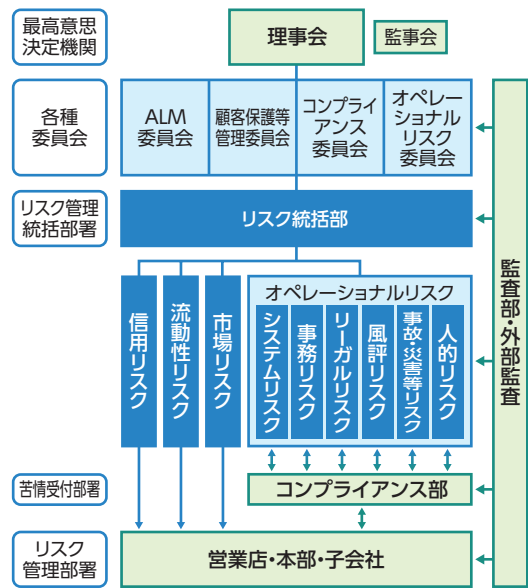 最高意思
決定機関
理事会
監事会
各種
委員会
ALM
委員会
顧客保護等
管理委員会
コンプライ
アンス
委員会
オペレー
ショナル
リスク
委員会
リスク管理
統括部署
リスク統括部
監査部・外部監査
信用リスク
流動性リスク
市場リスク
オペレーショナルリスク
システムリスク
事務リスク
リーガルリスク
風評リスク
事故・災害等リスク
人的リスク
苦情受付部署
コンプライアンス部
リスク
管理部署
営業店・本部・子会社